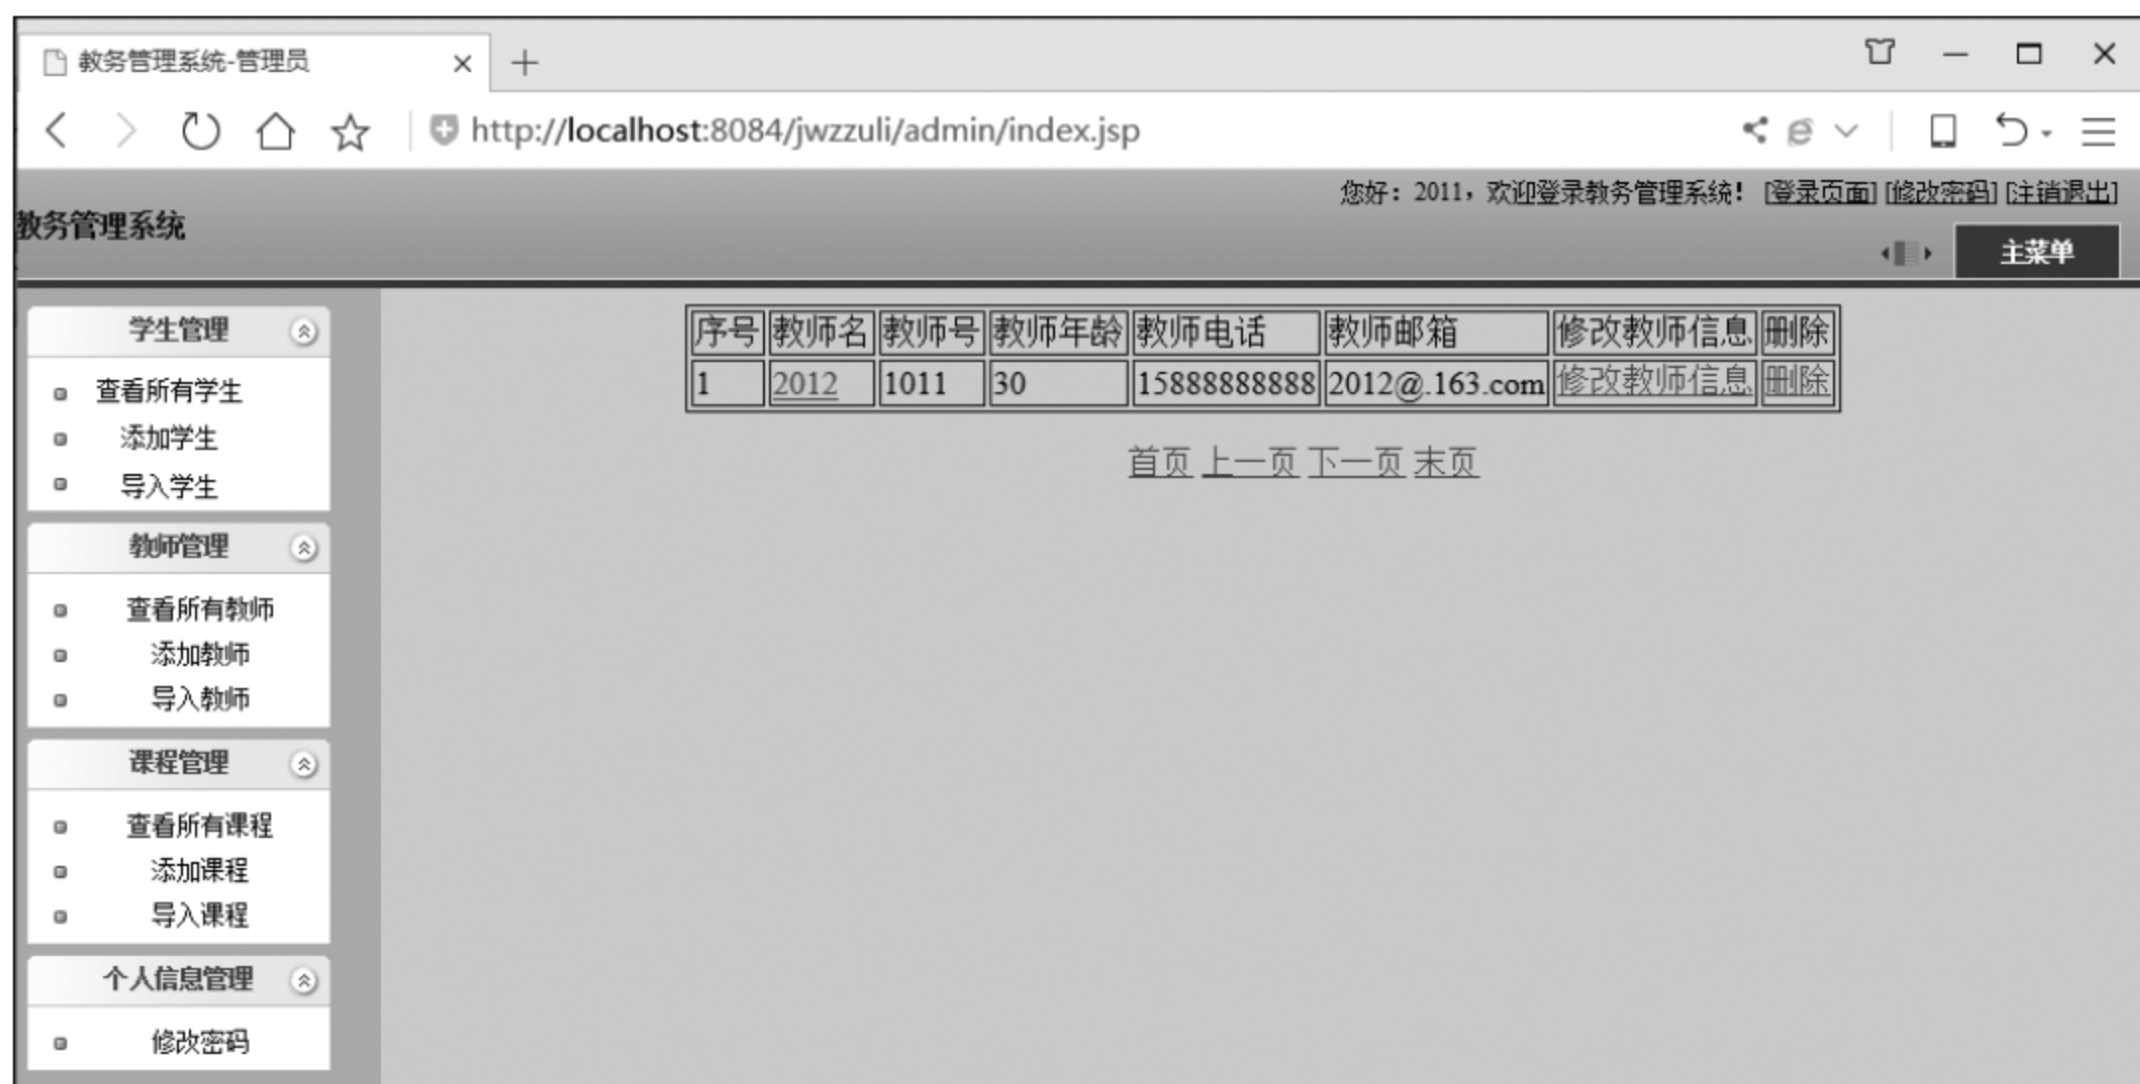 教务管理系统-管理员
http://localhost:8084/jwzzuli/admin/index.jsp
您好：2011，欢迎登录教务管理系统！ [登录页面] [修改密码] [注销退出]
教务管理系统
主菜单
学生管理
查看所有学生
添加学生
导入学生
教师管理
查看所有教师
添加教师
导入教师
课程管理
查看所有课程
添加课程
导入课程
个人信息管理
修改密码
序号 教师名 教师号 教师年龄 教师电话 教师邮箱 修改教师信息 删除
1 2012 1011 30 15888888888 2012@.163.com 修改教师信息 删除
首页 上一页 下一页 末页